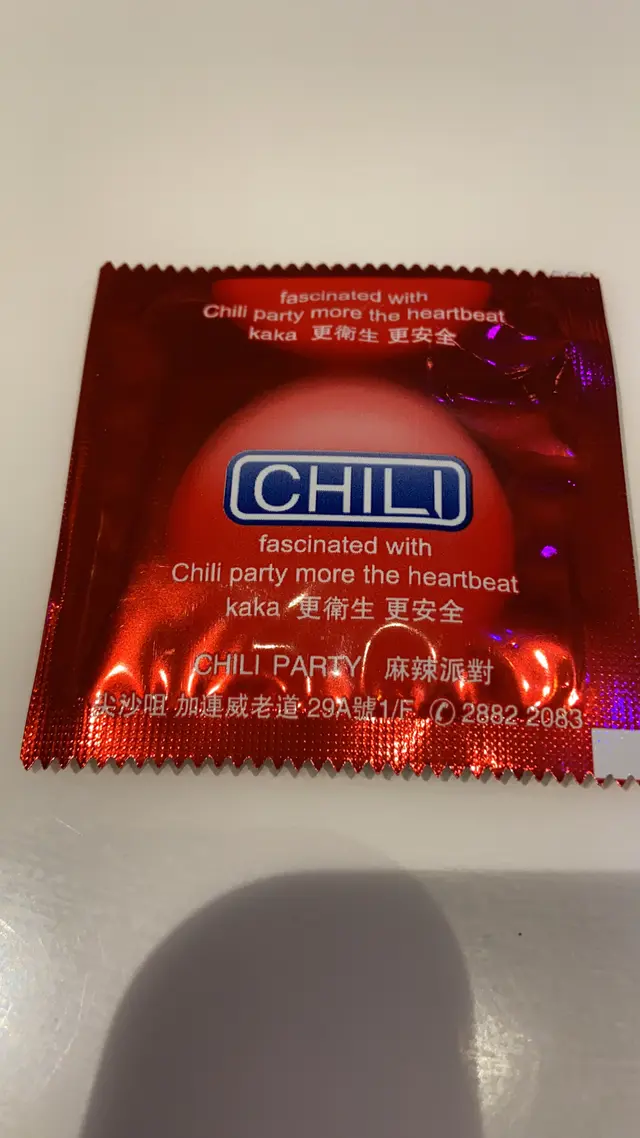 fascinated with
Chili party more the heartbeat
kaka 更衛生 更安全
CHILI
fascinated with
Chili party more the heartbeat
kaka 更衛生 更安全
CHILI PARTY 麻辣派對
尖沙咀 加連威老道 29A號1/F ✆ 2882 2083